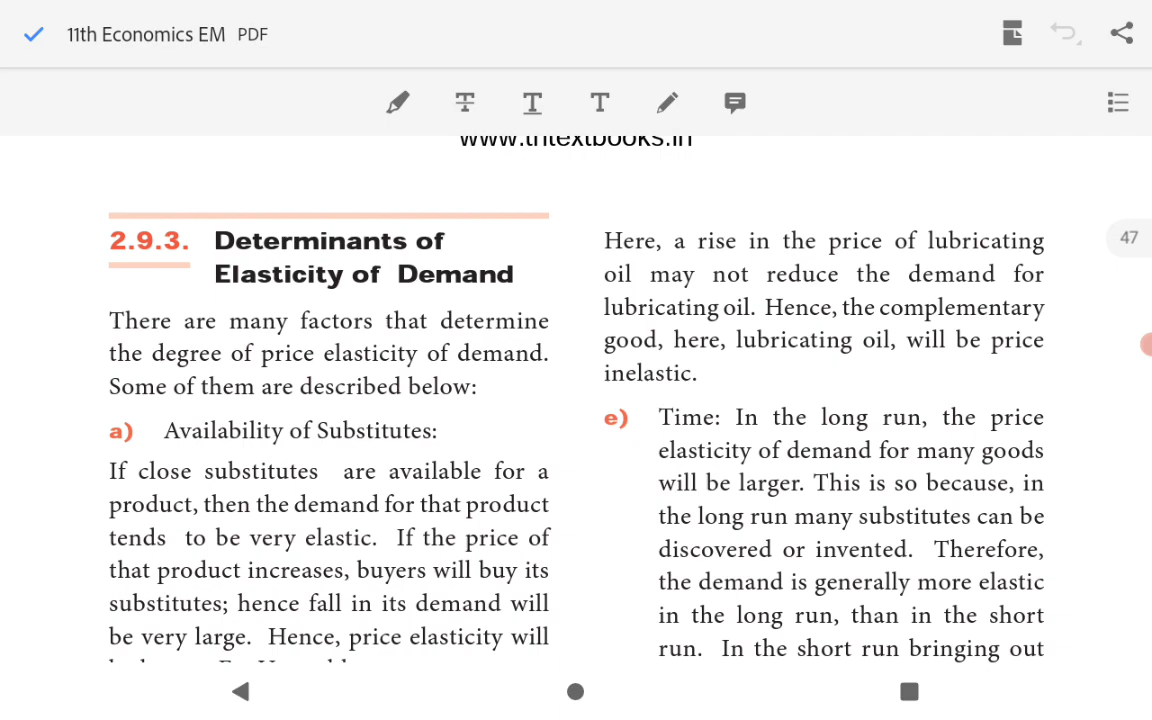 11th Economics EM PDF
www.tntextbooks.in
47
2.9.3. Determinants of
Elasticity of Demand
There are many factors that determine
the degree of price elasticity of demand.
Some of them are described below:
a) Availability of Substitutes:
If close substitutes are available for a
product, then the demand for that product
tends to be very elastic. If the price of
that product increases, buyers will buy its
substitutes; hence fall in its demand will
be very large. Hence, price elasticity will
Here, a rise in the price of lubricating
oil may not reduce the demand for
lubricating oil. Hence, the complementary
good, here, lubricating oil, will be price
inelastic.
e) Time: In the long run, the price
elasticity of demand for many goods
will be larger. This is so because, in
the long run many substitutes can be
discovered or invented. Therefore,
the demand is generally more elastic
in the long run, than in the short
run. In the short run bringing out